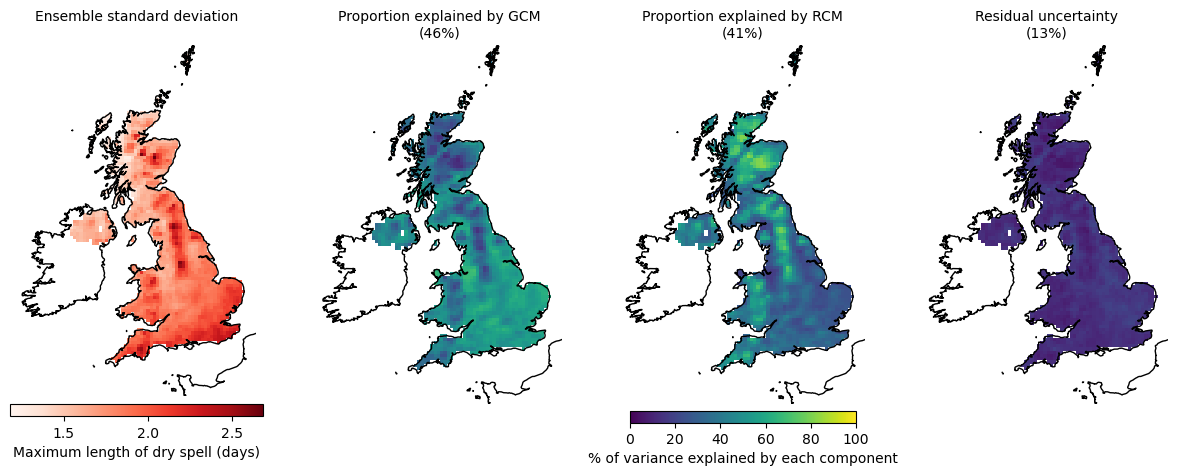 Ensemble standard deviation
Proportion explained by GCM
(46%)
Proportion explained by RCM
(41%)
Residual uncertainty
(13%)
1.5 2.0 2.5
Maximum length of dry spell (days)
0 20 40 60 80 100
% of variance explained by each component